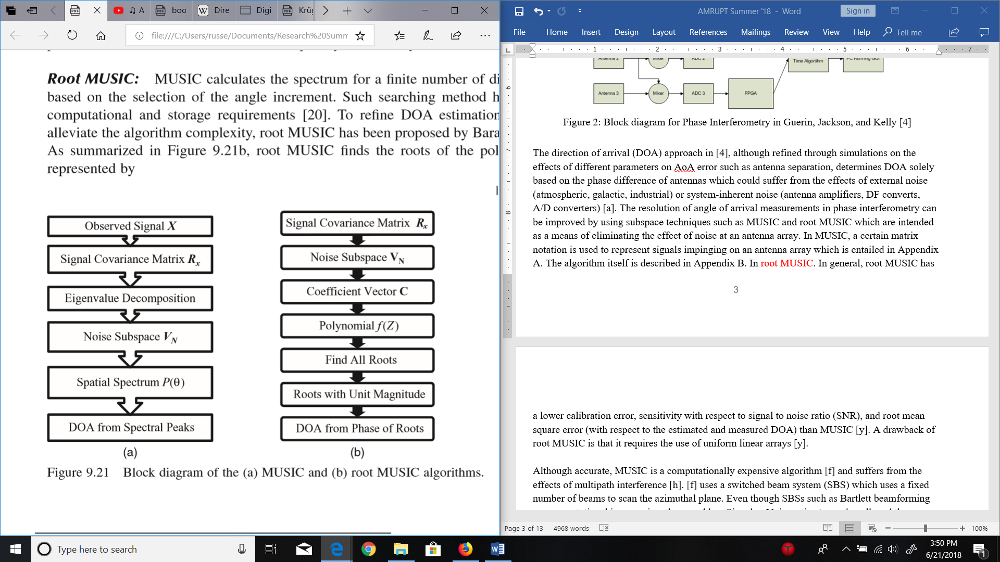 boo
Dire
Digi
file:///C:/Users/russe/Documents/Research%20Summ
Root MUSIC: MUSIC calculates the spectrum for a finite number of di
based on the selection of the angle increment. Such searching method h
computational and storage requirements [20]. To refine DOA estimation
alleviate the algorithm complexity, root MUSIC has been proposed by Bara
As summarized in Figure 9.21b, root MUSIC finds the roots of the pol
represented by
Observed Signal X
Signal Covariance Matrix Rx
Eigenvalue Decomposition
Noise Subspace VN
Spatial Spectrum P(θ)
DOA from Spectral Peaks
(a)
Signal Covariance Matrix Rx
Noise Subspace VN
Coefficient Vector C
Polynomial f(Z)
Find All Roots
Roots with Unit Magnitude
DOA from Phase of Roots
(b)
Figure 9.21 Block diagram of the (a) MUSIC and (b) root MUSIC algorithms.
AMRUPT Summer '18 - Word
Sign in
File Home Insert Design Layout References Mailings Review View Help Tell me
1 2 3 4 5 6 7
6
7
8
Antenna 2 Mixer ADC 2 Time Algortihm PC Running GUI
Antenna 3 Mixer ADC 3 FPGA
Figure 2: Block diagram for Phase Interferometry in Guerin, Jackson, and Kelly [4]
The direction of arrival (DOA) approach in [4], although refined through simulations on the
effects of different parameters on AoA error such as antenna separation, determines DOA solely
based on the phase difference of antennas which could suffer from the effects of external noise
(atmospheric, galactic, industrial) or system-inherent noise (antenna amplifiers, DF converts,
A/D converters) [a]. The resolution of angle of arrival measurements in phase interferometry can
be improved by using subspace techniques such as MUSIC and root MUSIC which are intended
as a means of eliminating the effect of noise at an antenna array. In MUSIC, a certain matrix
notation is used to represent signals impinging on an antenna array which is entailed in Appendix
A. The algorithm itself is described in Appendix B. In root MUSIC. In general, root MUSIC has
3
a lower calibration error, sensitivity with respect to signal to noise ratio (SNR), and root mean
square error (with respect to the estimated and measured DOA) than MUSIC [y]. A drawback of
root MUSIC is that it requires the use of uniform linear arrays [y].
Although accurate, MUSIC is a computationally expensive algorithm [f] and suffers from the
effects of multipath interference [h]. [f] uses a switched beam system (SBS) which uses a fixed
number of beams to scan the azimuthal plane. Even though SBSs such as Bartlett beamforming
Page 3 of 13 4968 words 100%
Type here to search
3:50 PM
6/21/2018
1